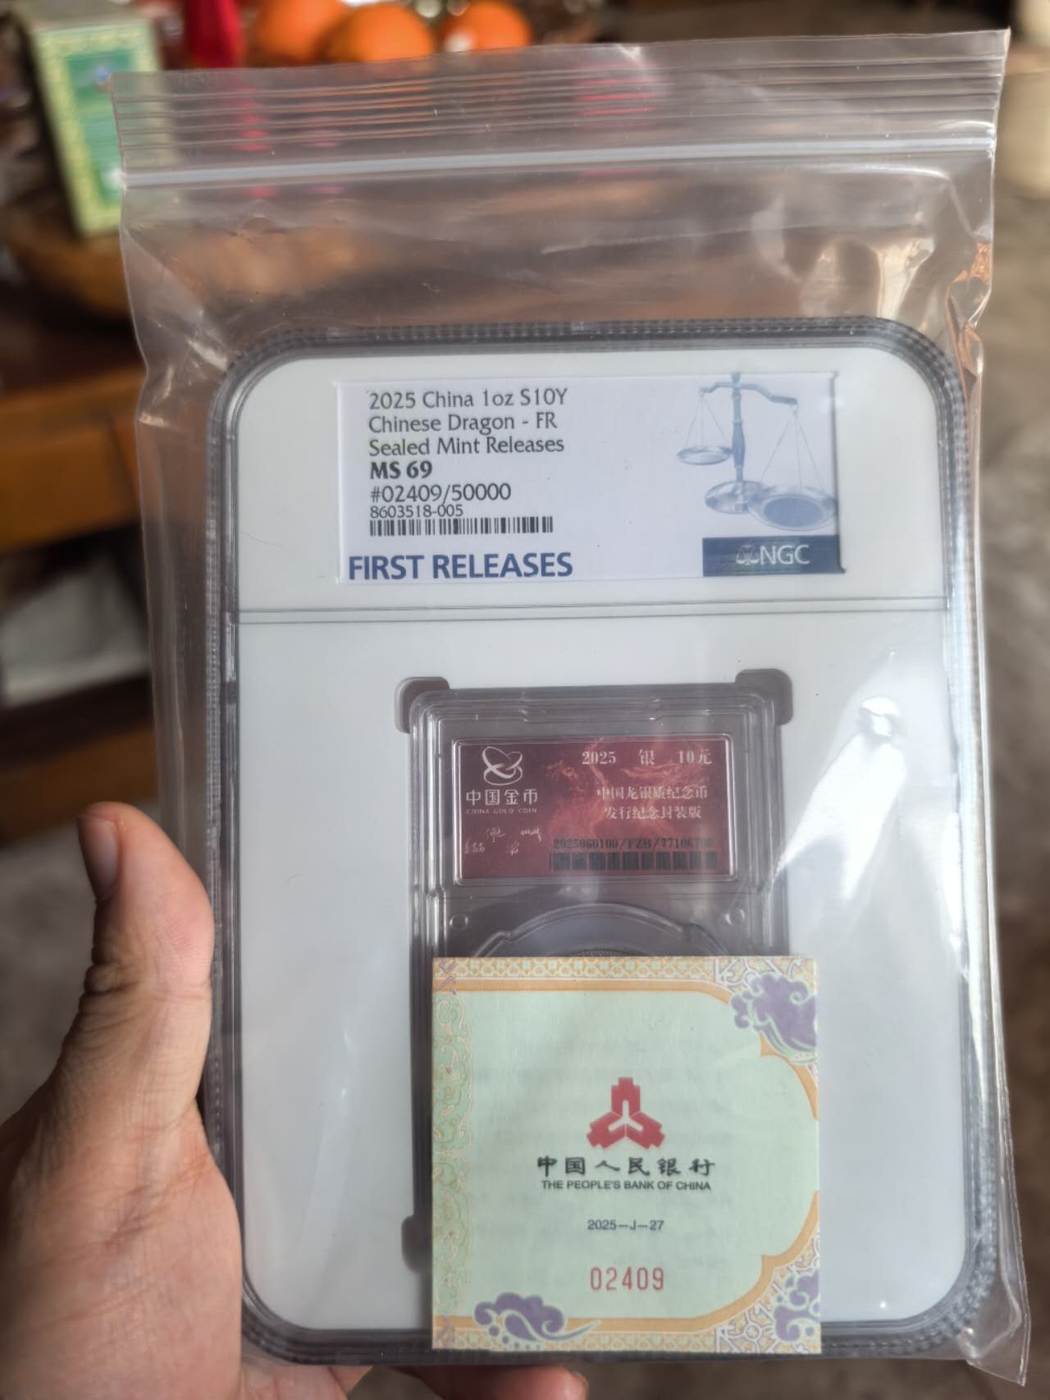 2025 China 1oz S10Y
Chinese Dragon - FR
Sealed Mint Releases
MS 69
#02409/50000
8603518-005
FIRST RELEASES
NGC
中国金币
CHINA GOLD COIN
2025 银 10元
中国龙银质纪念币
发行纪念封装版
中国人民银行
THE PEOPLE'S BANK OF CHINA
2025—J—27
02409